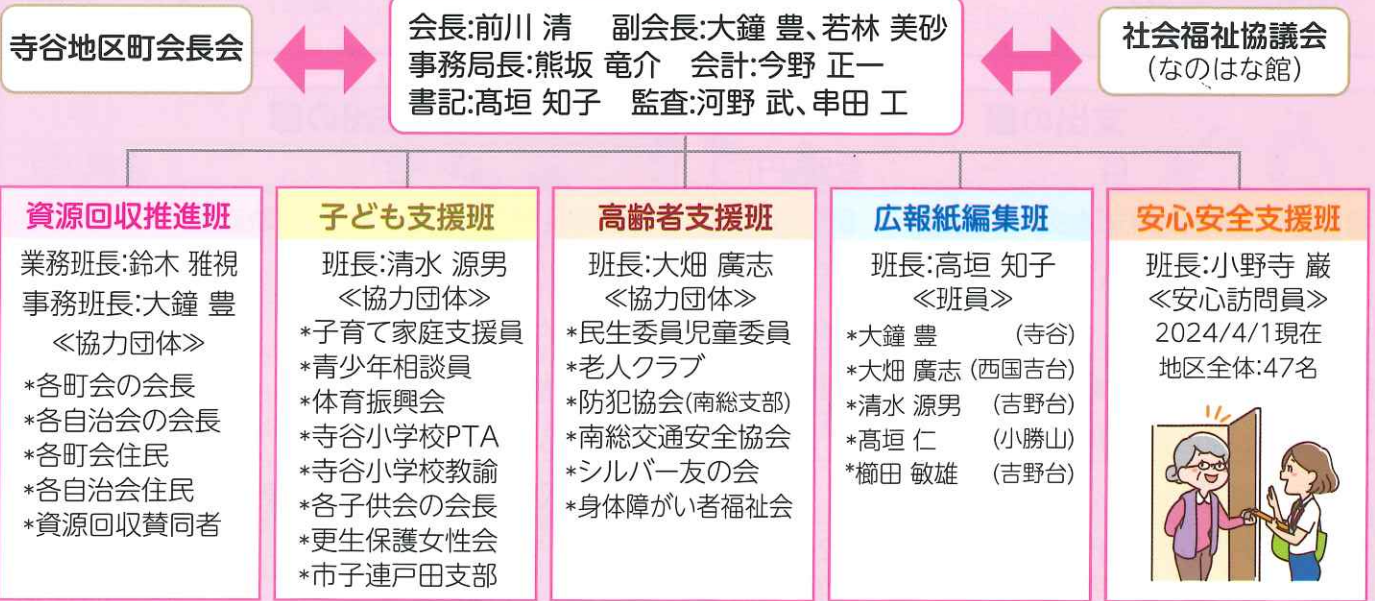 寺谷地区町会長会
会長:前川 清　副会長:大鐘 豊、若林 美砂
事務局長:熊坂 竜介　会計:今野 正一
書記:髙垣 知子　監査:河野 武、串田 工
社会福祉協議会
(なのはな館)
資源回収推進班
業務班長:鈴木 雅視
事務班長:大鐘 豊
≪協力団体≫
*各町会の会長
*各自治会の会長
*各町会住民
*各自治会住民
*資源回収賛同者
子ども支援班
班長:清水 源男
≪協力団体≫
*子育て家庭支援員
*青少年相談員
*体育振興会
*寺谷小学校PTA
*寺谷小学校教諭
*各子供会の会長
*更生保護女性会
*市子連戸田支部
高齢者支援班
班長:大畑 廣志
≪協力団体≫
*民生委員児童委員
*老人クラブ
*防犯協会(南総支部)
*南総交通安全協会
*シルバー友の会
*身体障がい者福祉会
広報紙編集班
班長:高垣 知子
≪班員≫
*大鐘 豊　(寺谷)
*大畑 廣志 (西国吉台)
*清水 源男　(吉野台)
*髙垣 仁　(小勝山)
*櫛田 敏雄　(吉野台)
安心安全支援班
班長:小野寺 巌
≪安心訪問員≫
2024/4/1現在
地区全体:47名